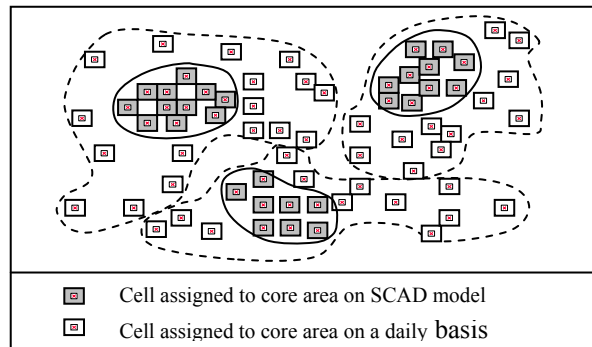 Cell assigned to core area on SCAD model
Cell assigned to core area on a daily basis